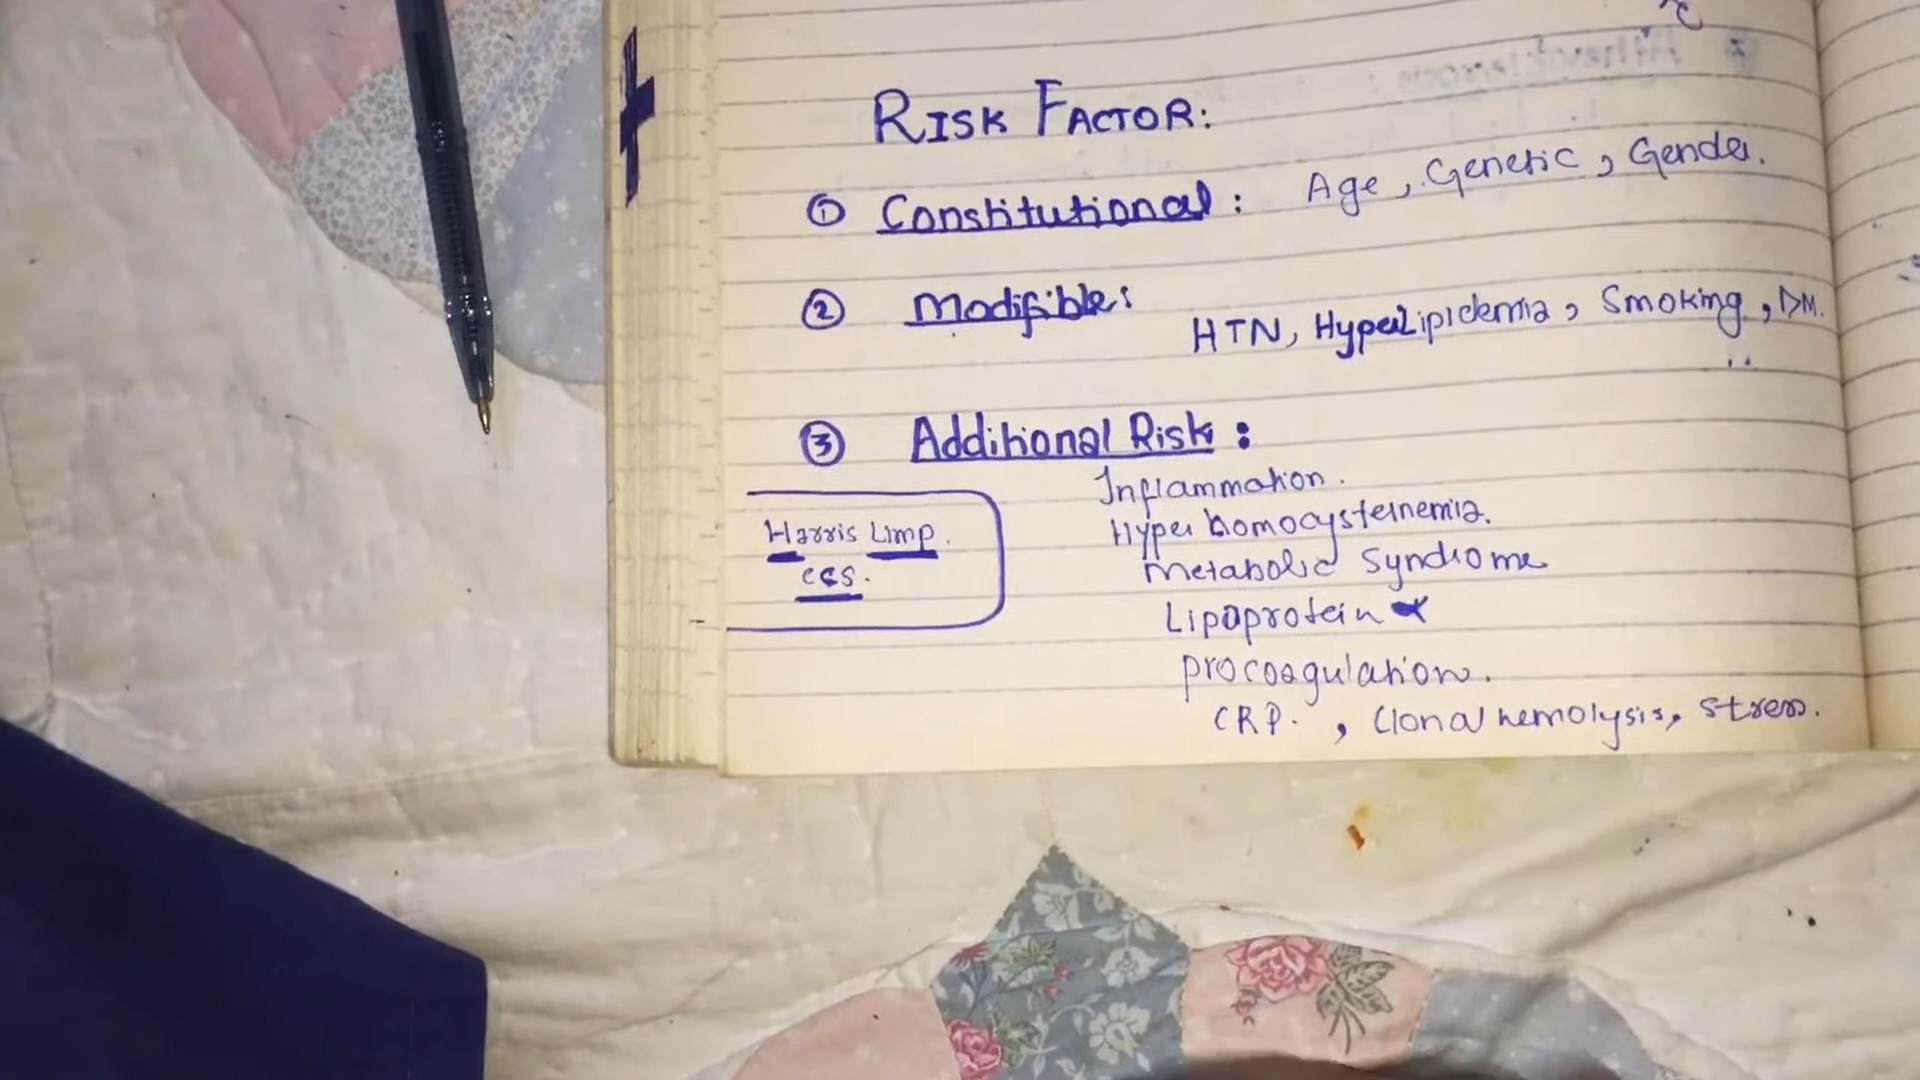 RISK FACTOR:
① Constitutional : Age, Genetic, Gender.
② Modifible: HTN, Hyperlipidemia, Smoking, DM.
③ Additional Risk:
Inflammation.
Hyper homocysteinemia.
Metabolic Syndrome
Lipoprotein α
procoagulation.
CRP. , Clonal hemolysis, stress.
Harris Limp.
CCS.